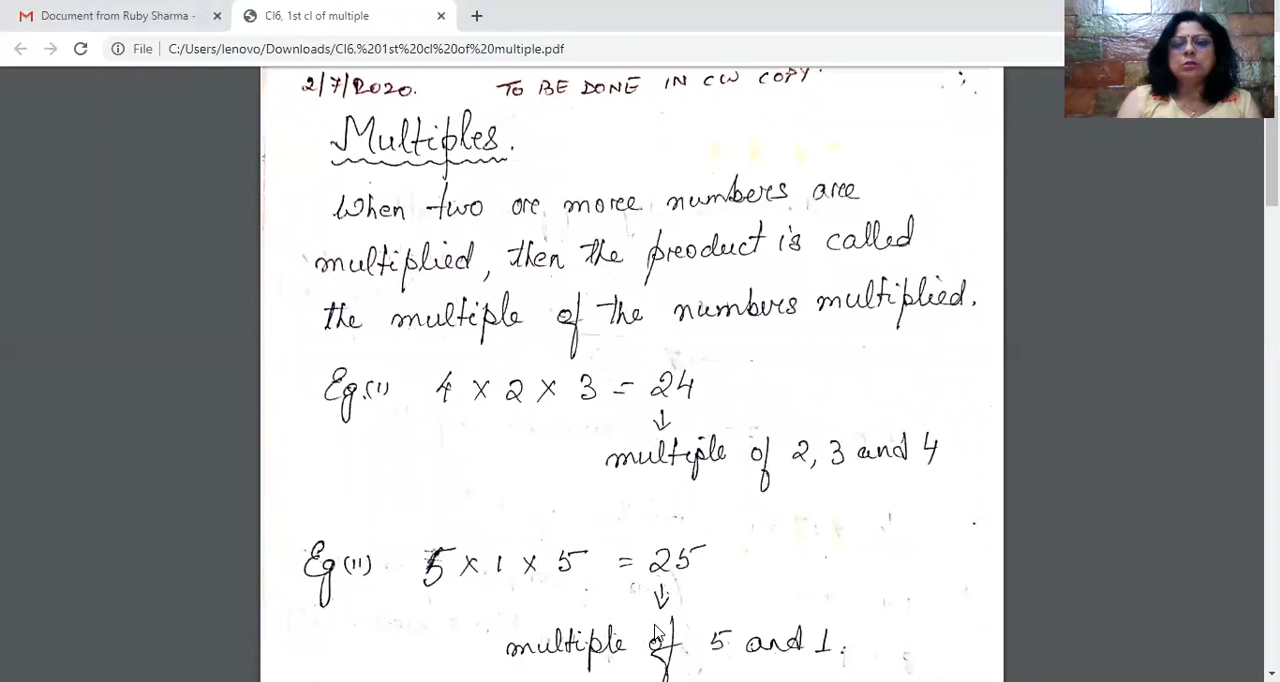 Document from Ruby Sharma -
Cl6, 1st cl of multiple
File C:/Users/lenovo/Downloads/Cl6.%201st%20cl%20of%20multiple.pdf
2/7/2020. TO BE DONE IN CW COPY.
Multiples.
When two or more numbers are
multiplied, then the product is called
the multiple of the numbers multiplied.
Eg.(i) 4 × 2 × 3 = 24
↓
multiple of 2, 3 and 4
Eg (ii) 5 × 1 × 5 = 25
↓
multiple of 5 and 1.